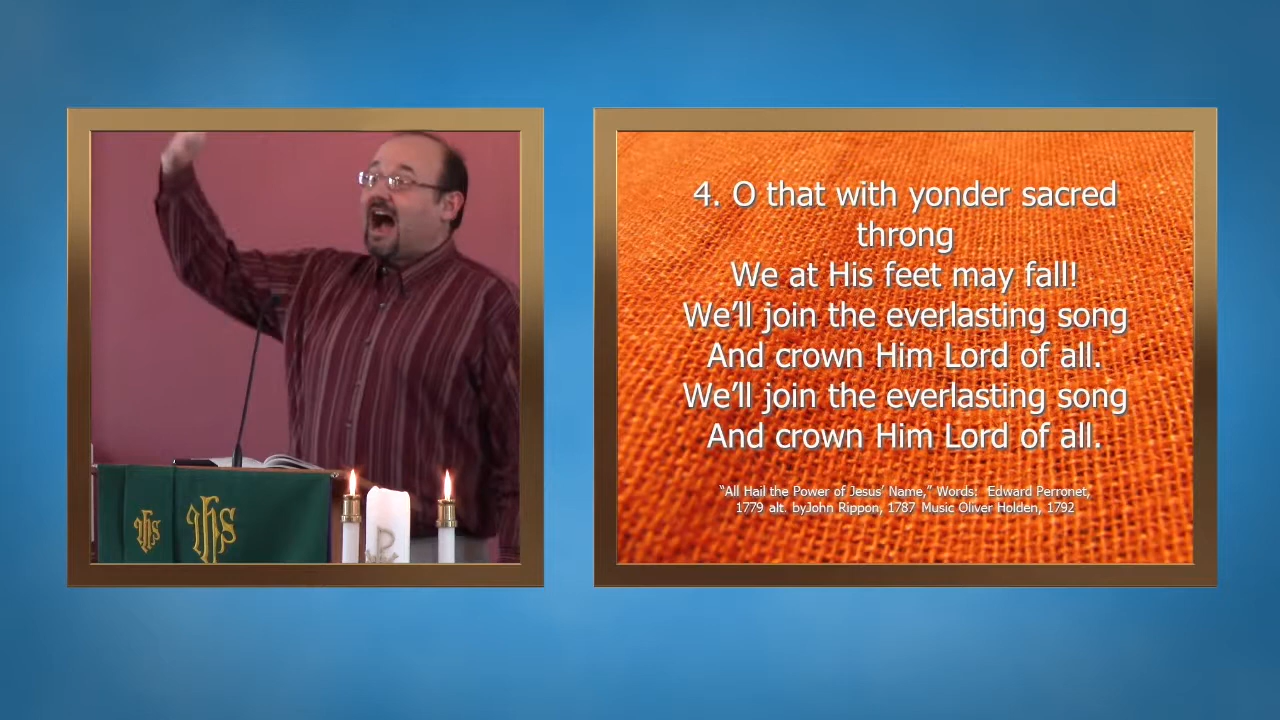 4. O that with yonder sacred
throng
We at His feet may fall!
We’ll join the everlasting song
And crown Him Lord of all.
We’ll join the everlasting song
And crown Him Lord of all.
“All Hail the Power of Jesus’ Name,” Words:  Edward Perronet,
1779 alt. byJohn Rippon, 1787 Music Oliver Holden, 1792
IHS
IHS